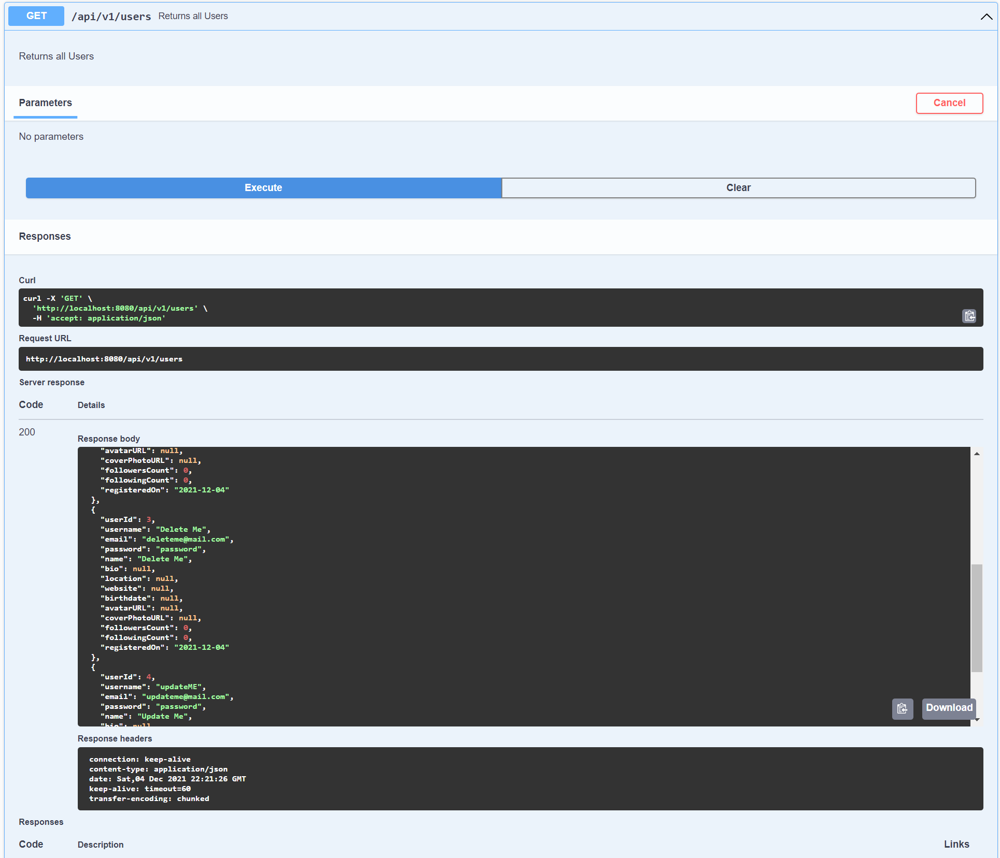 GET /api/v1/users Returns all Users
Returns all Users
Parameters Cancel
No parameters
Execute Clear
Responses
Curl
curl -X 'GET' \
'http://localhost:8080/api/v1/users' \
-H 'accept: application/json'
Request URL
http://localhost:8080/api/v1/users
Server response
Code Details
200
Response body
"avatarURL": null,
"coverPhotoURL": null,
"followersCount": 0,
"followingCount": 0,
"registeredOn": "2021-12-04"
},
{
"userId": 3,
"username": "Delete Me",
"email": "deleteme@mail.com",
"password": "password",
"name": "Delete Me",
"bio": null,
"location": null,
"website": null,
"birthdate": null,
"avatarURL": null,
"coverPhotoURL": null,
"followersCount": 0,
"followingCount": 0,
"registeredOn": "2021-12-04"
},
{
"userId": 4,
"username": "updateME",
"email": "updateme@mail.com",
"password": "password",
"name": "Update Me",
"bio": null
Download
Response headers
connection: keep-alive
content-type: application/json
date: Sat,04 Dec 2021 22:21:26 GMT
keep-alive: timeout=60
transfer-encoding: chunked
Responses
Code Description Links